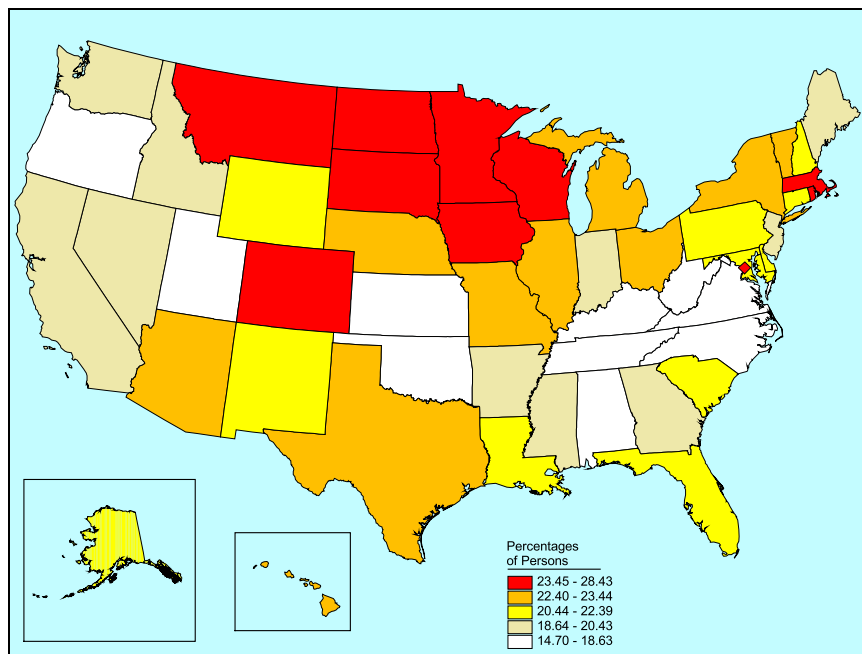 Percentages
of Persons
23.45 - 28.43
22.40 - 23.44
20.44 - 22.39
18.64 - 20.43
14.70 - 18.63